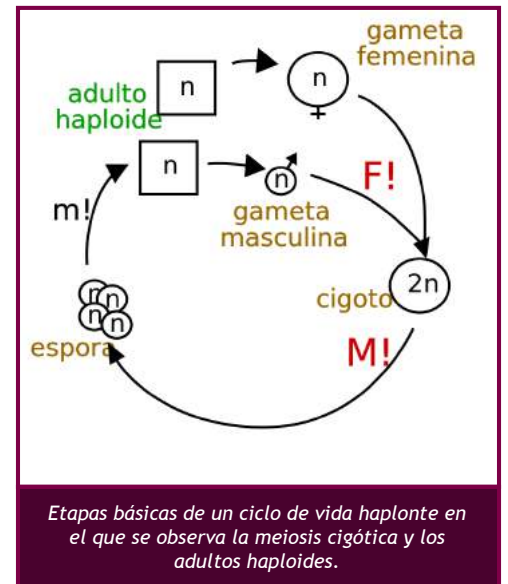 gameta
femenina
n
n
adulto
haploide
n
n
F!
m!
gameta
masculina
2n
cigoto
n
n
n
n
espora
M!
Etapas básicas de un ciclo de vida haplonte en
el que se observa la meiosis cigótica y los
adultos haploides.